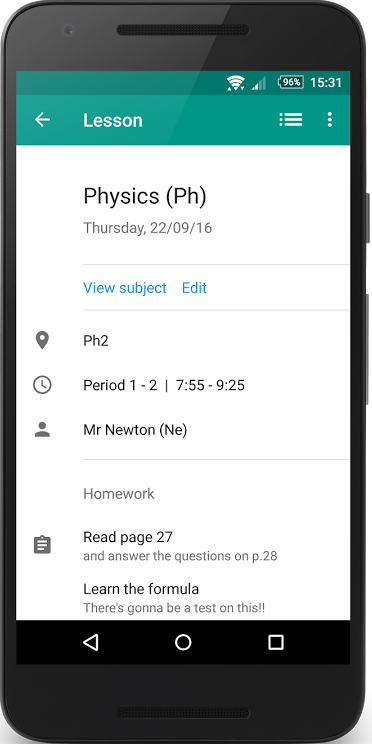 96% 15:31
Lesson
Physics (Ph)
Thursday, 22/09/16
View subject Edit
Ph2
Period 1 - 2 | 7:55 - 9:25
Mr Newton (Ne)
Homework
Read page 27
and answer the questions on p.28
Learn the formula
There's gonna be a test on this!!